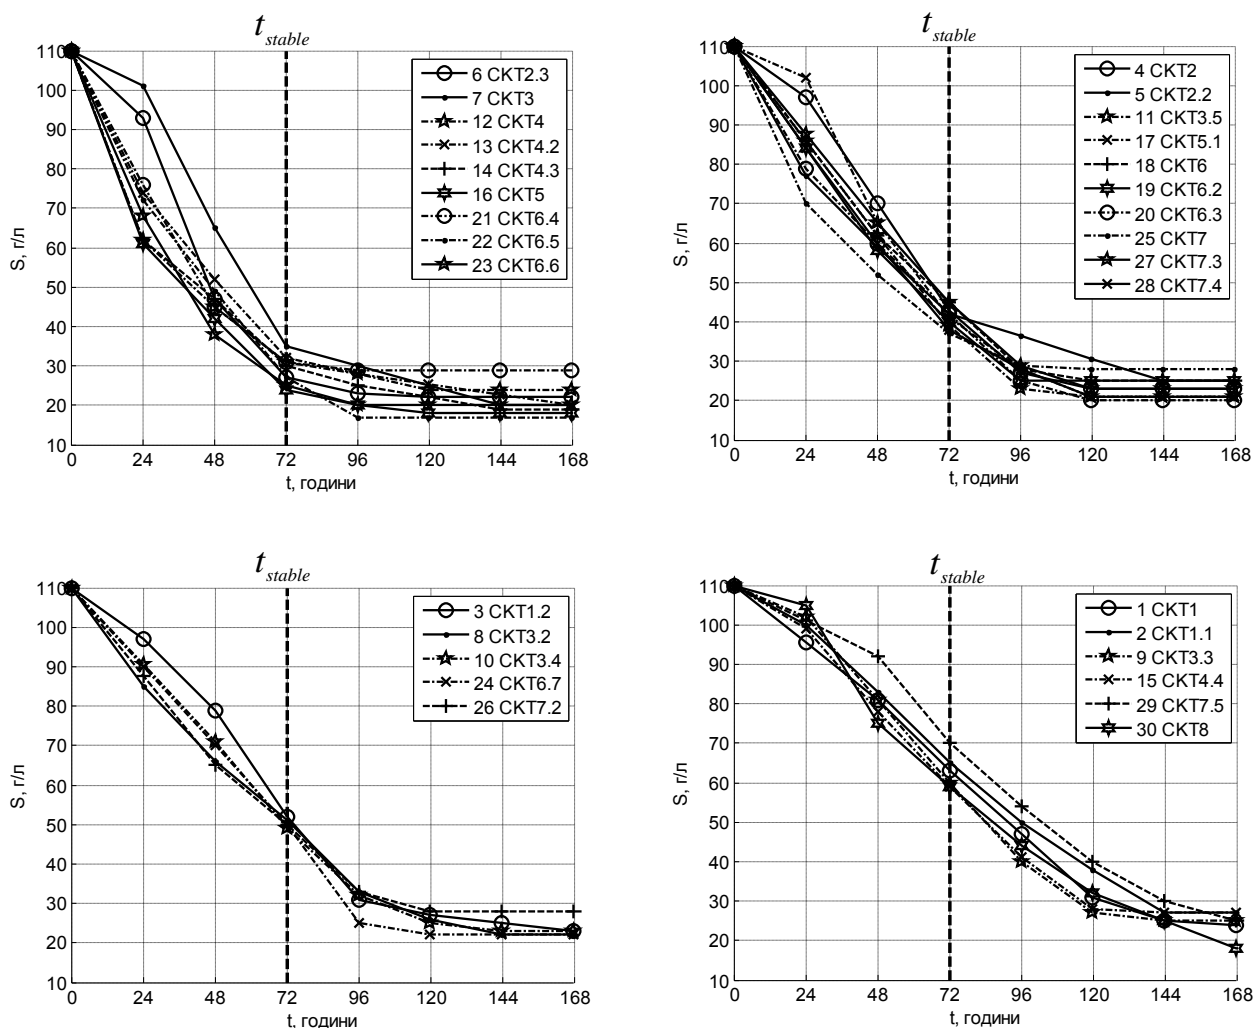 t stable
110
100
90
80
70
60
50
40
30
20
10
S, г/л
0 24 48 72 96 120 144 168
t, години
6 СКТ2.3
7 СКТ3
12 СКТ4
13 СКТ4.2
14 СКТ4.3
16 СКТ5
21 СКТ6.4
22 СКТ6.5
23 СКТ6.6
t stable
110
100
90
80
70
60
50
40
30
20
10
S, г/л
0 24 48 72 96 120 144 168
t, години
4 СКТ2
5 СКТ2.2
11 СКТ3.5
17 СКТ5.1
18 СКТ6
19 СКТ6.2
20 СКТ6.3
25 СКТ7
27 СКТ7.3
28 СКТ7.4
t stable
110
100
90
80
70
60
50
40
30
20
10
S, г/л
0 24 48 72 96 120 144 168
t, години
3 СКТ1.2
8 СКТ3.2
10 СКТ3.4
24 СКТ6.7
26 СКТ7.2
t stable
110
100
90
80
70
60
50
40
30
20
10
S, г/л
0 24 48 72 96 120 144 168
t, години
1 СКТ1
2 СКТ1.1
9 СКТ3.3
15 СКТ4.4
29 СКТ7.5
30 СКТ8